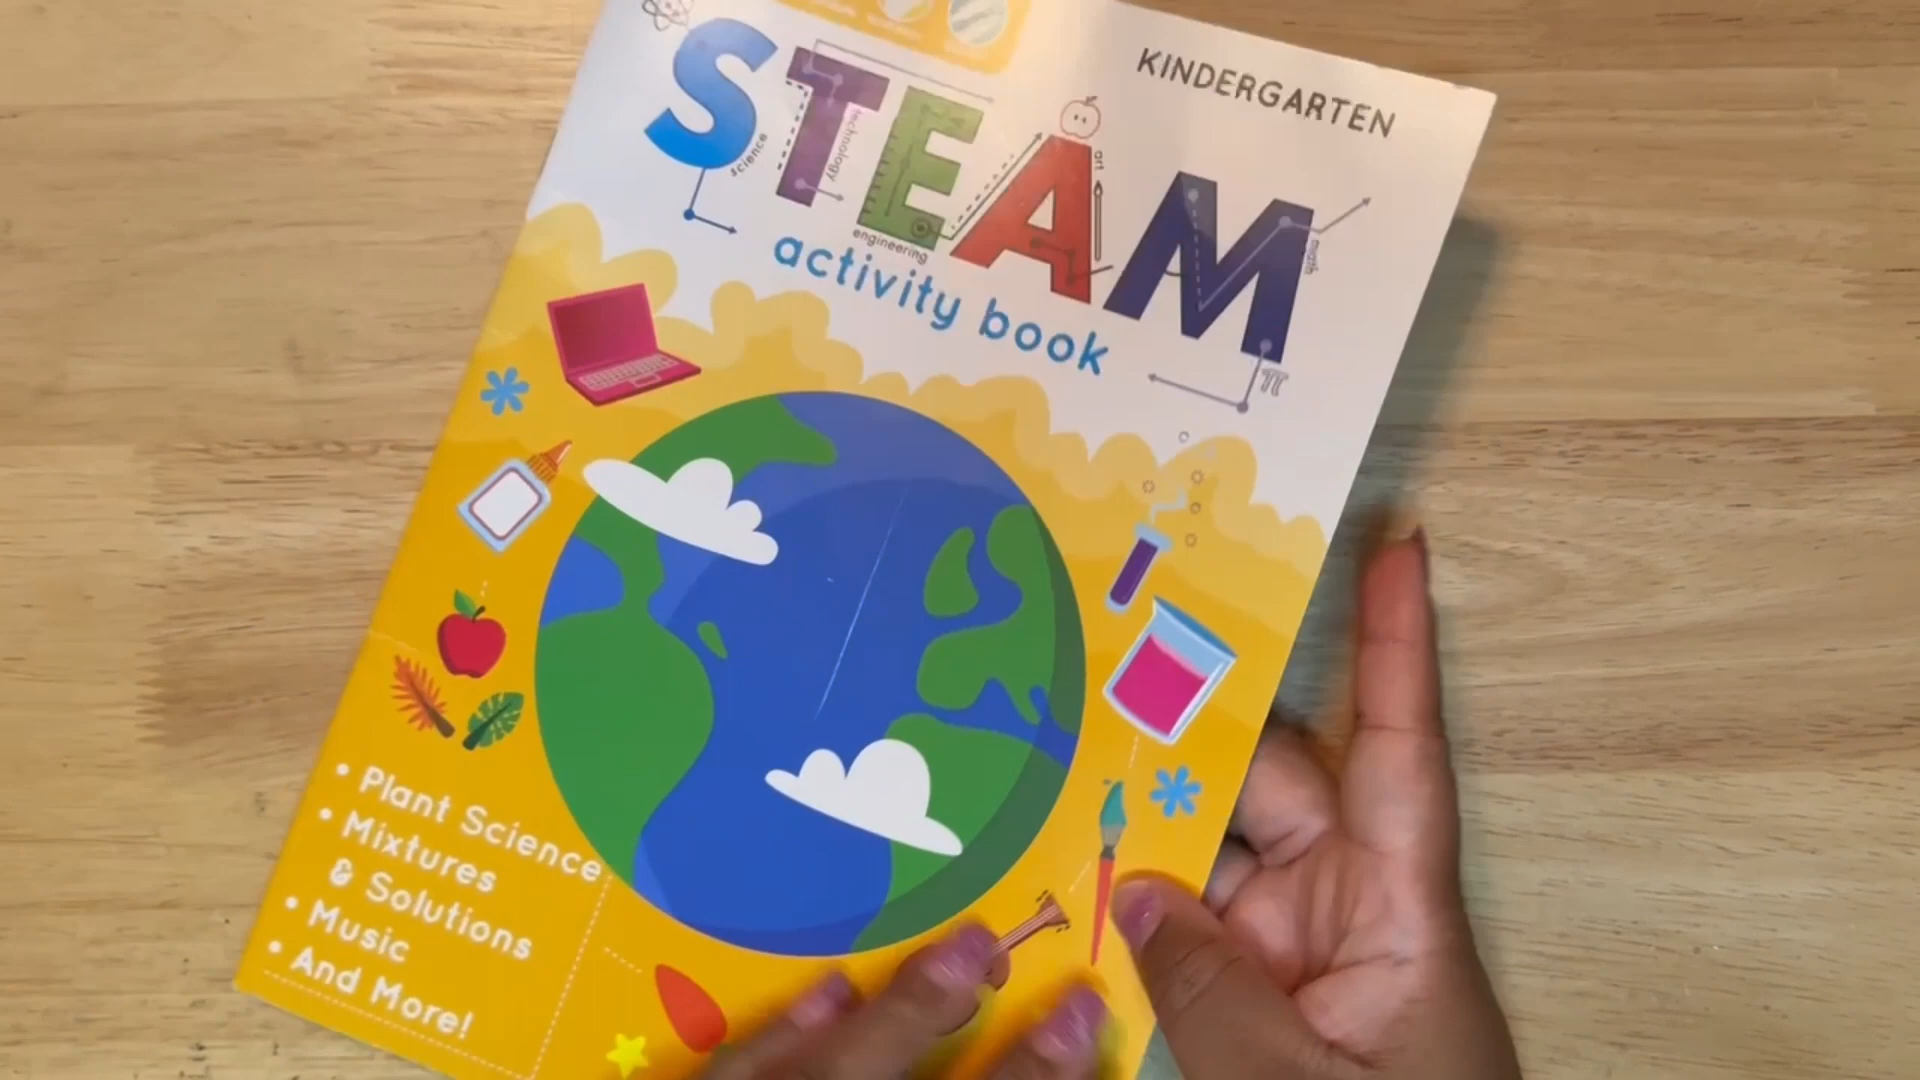 KINDERGARTEN
STEAM
science
technology
engineering
art
math
π
activity book
• Plant Science
• Mixtures
& Solutions
• Music
• And More!